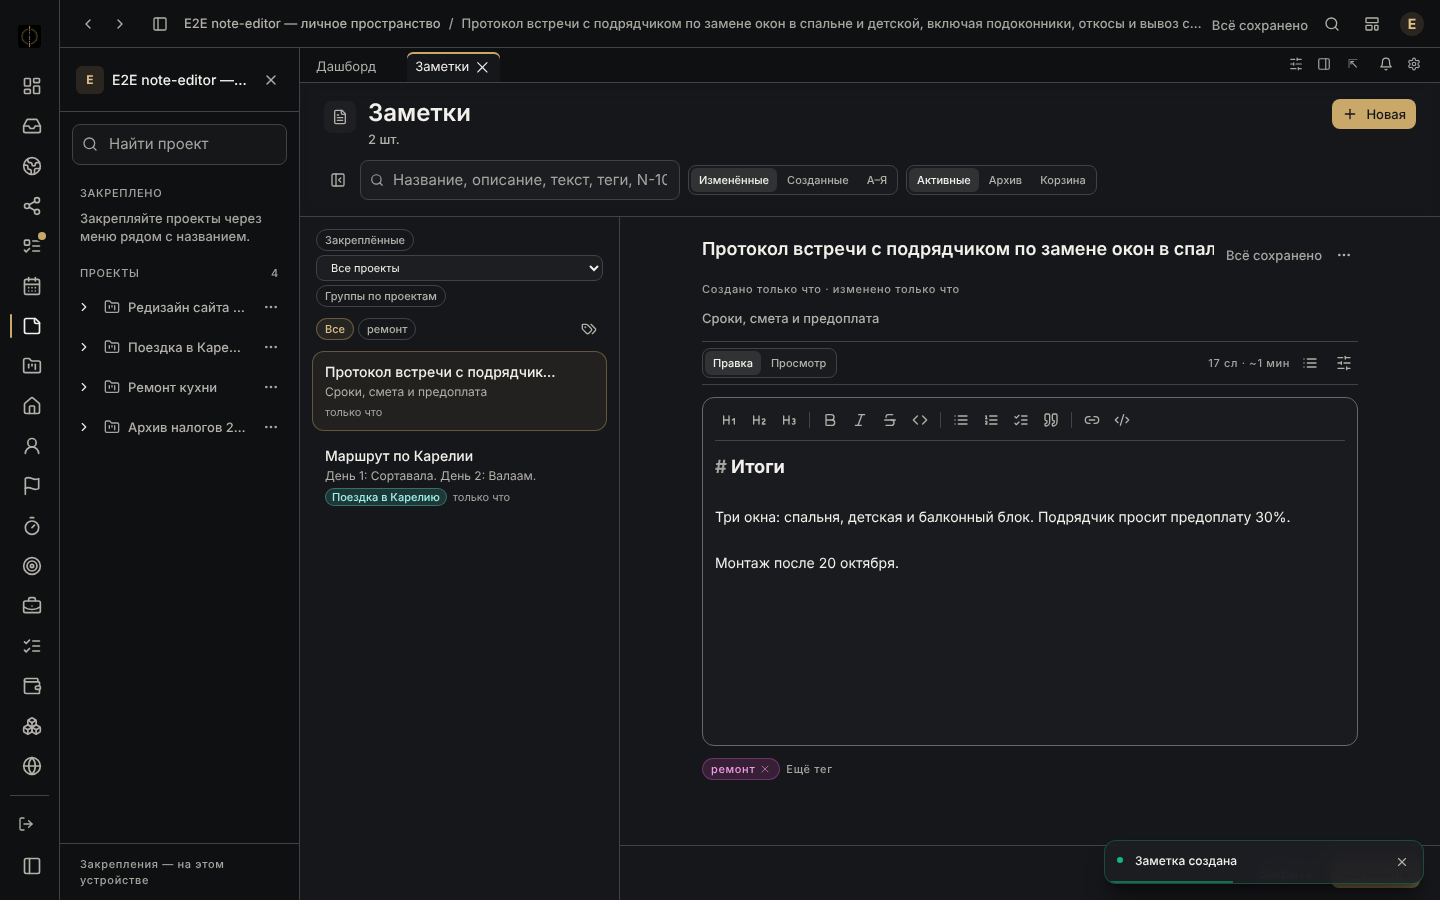 E2E note-editor — личное пространство / Протокол встречи с подрядчиком по замене окон в спальне и детской, включая подоконники, откосы и вывоз с...
Всё сохранено
E
E
E2E note-editor —...
Найти проект
ЗАКРЕПЛЕНО
Закрепляйте проекты через
меню рядом с названием.
ПРОЕКТЫ 4
Редизайн сайта ...
Поездка в Каре...
Ремонт кухни
Архив налогов 2...
Закрепления — на этом
устройстве
Дашборд
Заметки
Заметки
2 шт.
Новая
Название, описание, текст, теги, N-10
Изменённые Созданные А–Я
Активные Архив Корзина
Закреплённые
Все проекты
Группы по проектам
Все ремонт
Протокол встречи с подрядчик...
Сроки, смета и предоплата
только что
Маршрут по Карелии
День 1: Сортавала. День 2: Валаам.
Поездка в Карелию только что
Протокол встречи с подрядчиком по замене окон в спал
Всё сохранено
Создано только что · изменено только что
Сроки, смета и предоплата
Правка Просмотр
17 сл · ~1 мин
H1 H2 H3 B I S
# Итоги
Три окна: спальня, детская и балконный блок. Подрядчик просит предоплату 30%.
Монтаж после 20 октября.
ремонт Ещё тег
Заметка создана